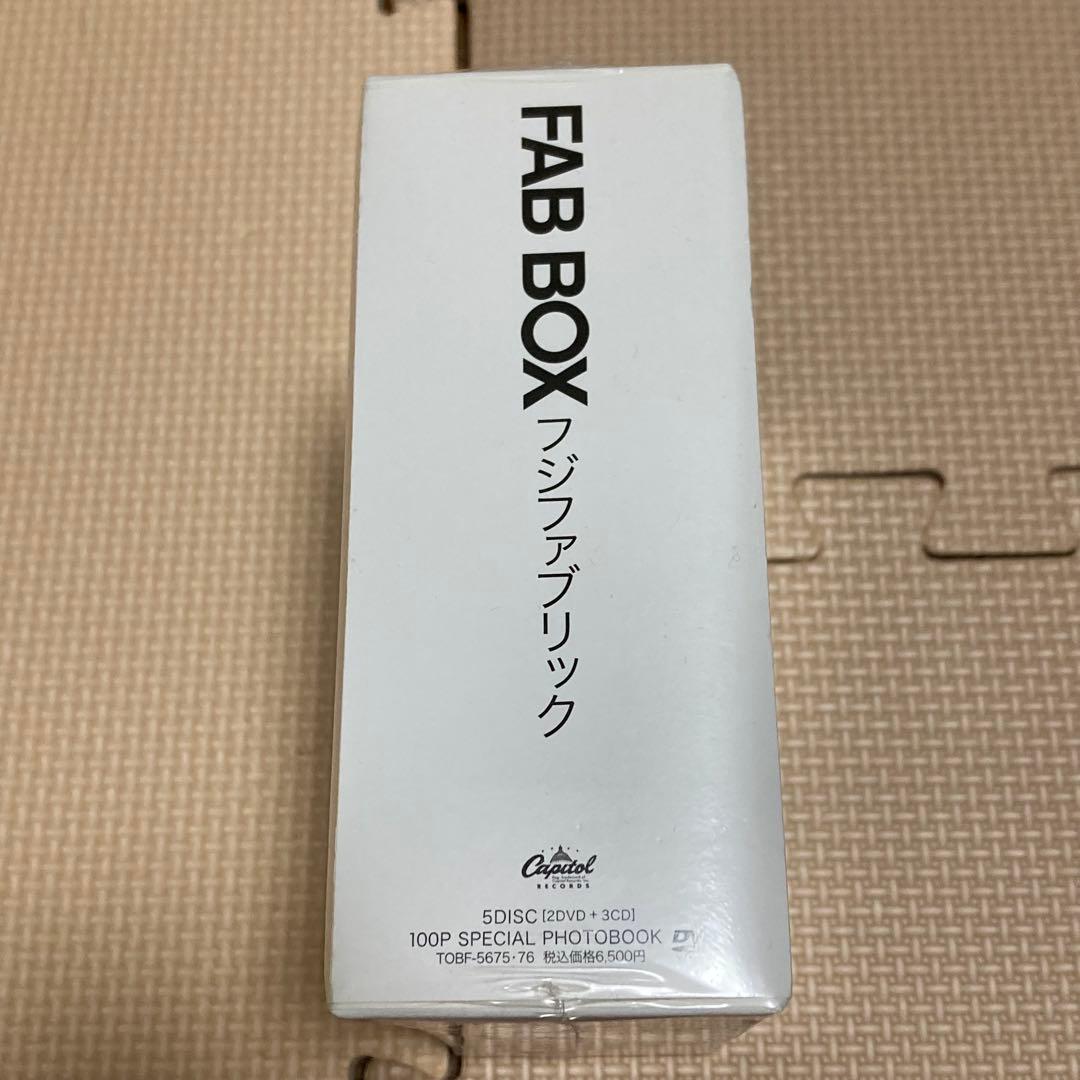 FAB BOX フジファブリック
Capitol
RECORDS
5DISC [2DVD + 3CD]
100P SPECIAL PHOTOBOOK
TOBF-5675・76 税込価格6,500円